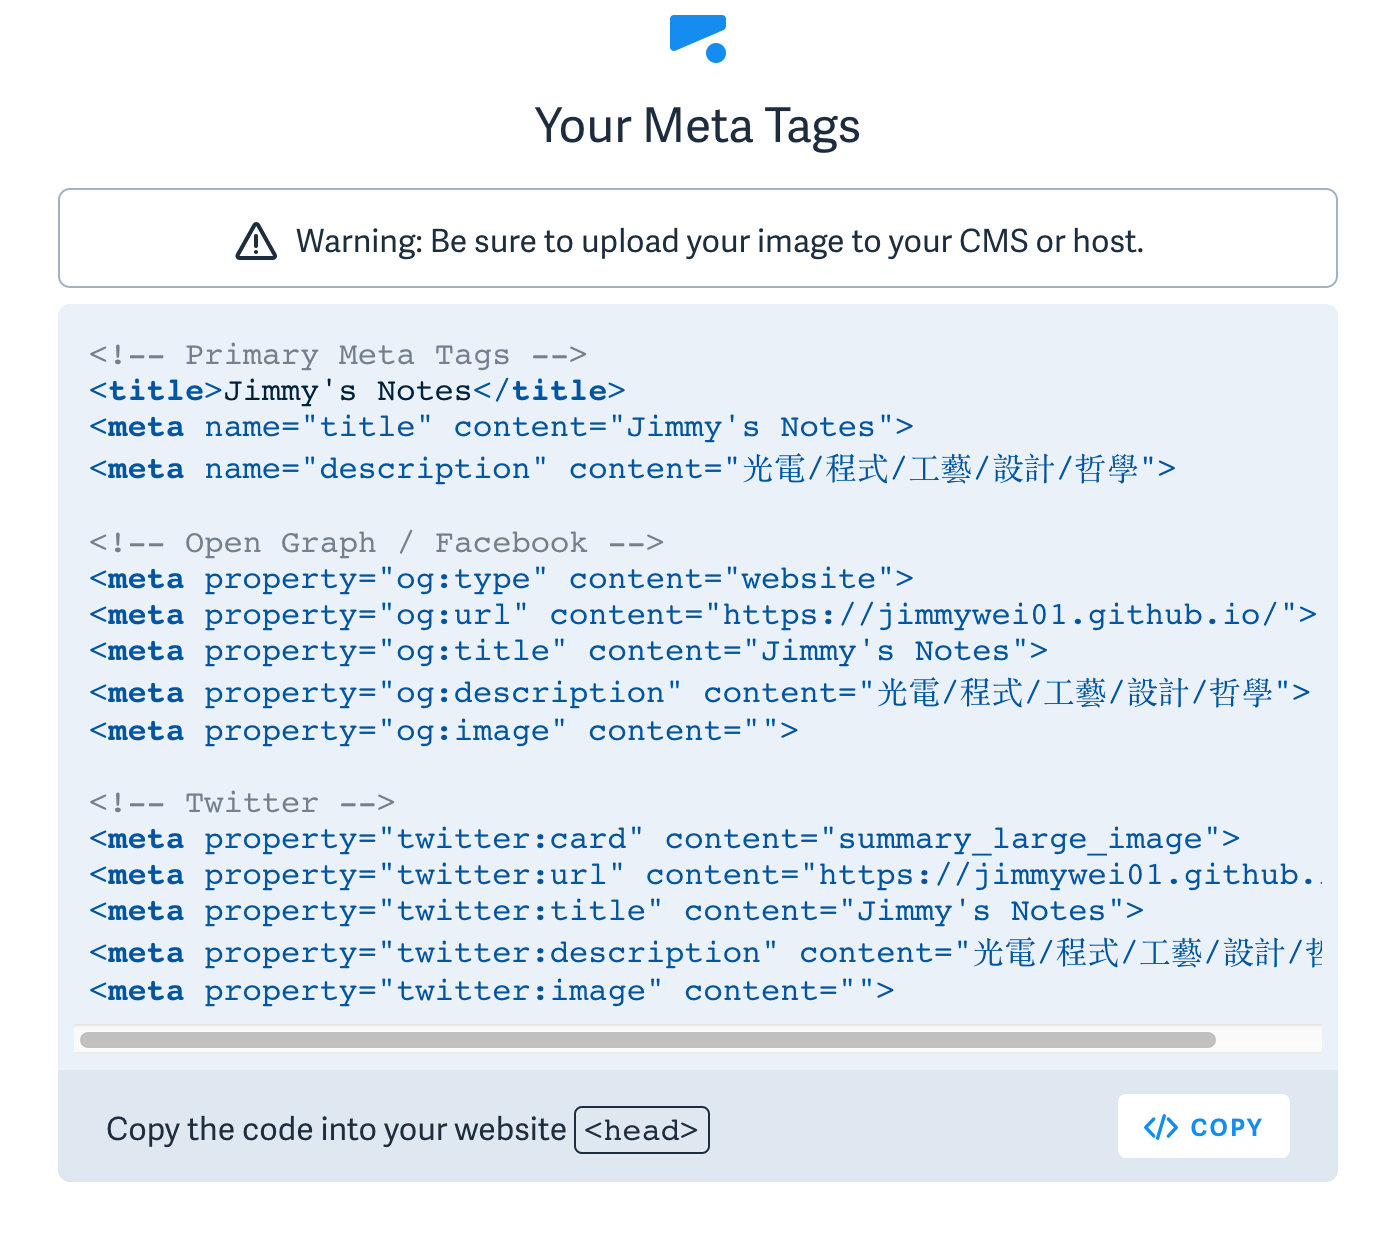 Your Meta Tags
Warning: Be sure to upload your image to your CMS or host.
<!-- Primary Meta Tags -->
<title>Jimmy's Notes</title>
<meta name="title" content="Jimmy's Notes">
<meta name="description" content="光電/程式/工藝/設計/哲學">
<!-- Open Graph / Facebook -->
<meta property="og:type" content="website">
<meta property="og:url" content="https://jimmywei01.github.io/">
<meta property="og:title" content="Jimmy's Notes">
<meta property="og:description" content="光電/程式/工藝/設計/哲學">
<meta property="og:image" content="">
<!-- Twitter -->
<meta property="twitter:card" content="summary_large_image">
<meta property="twitter:url" content="https://jimmywei01.github.
<meta property="twitter:title" content="Jimmy's Notes">
<meta property="twitter:description" content="光電/程式/工藝/設計/哲
<meta property="twitter:image" content="">
Copy the code into your website <head>
</> COPY